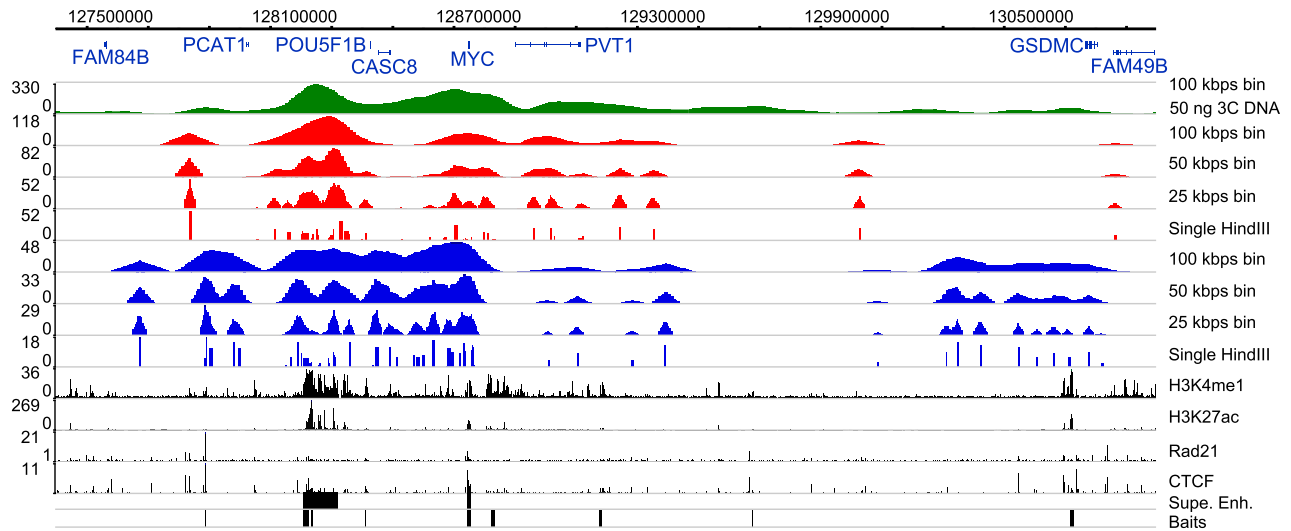 127500000 128100000 128700000 129300000 129900000 130500000
PCAT1 POU5F1B PVT1 GSDMC
FAM84B CASC8 MYC FAM49B
330 100 kbps bin
0 50 ng 3C DNA
118 100 kbps bin
0
82 50 kbps bin
0
52 25 kbps bin
0
52 Single HindIII
0
48 100 kbps bin
0
33 50 kbps bin
0
29 25 kbps bin
0
18 Single HindIII
0
36 H3K4me1
0
269 H3K27ac
0
21 Rad21
1
11 CTCF
0
Supe. Enh.
Baits